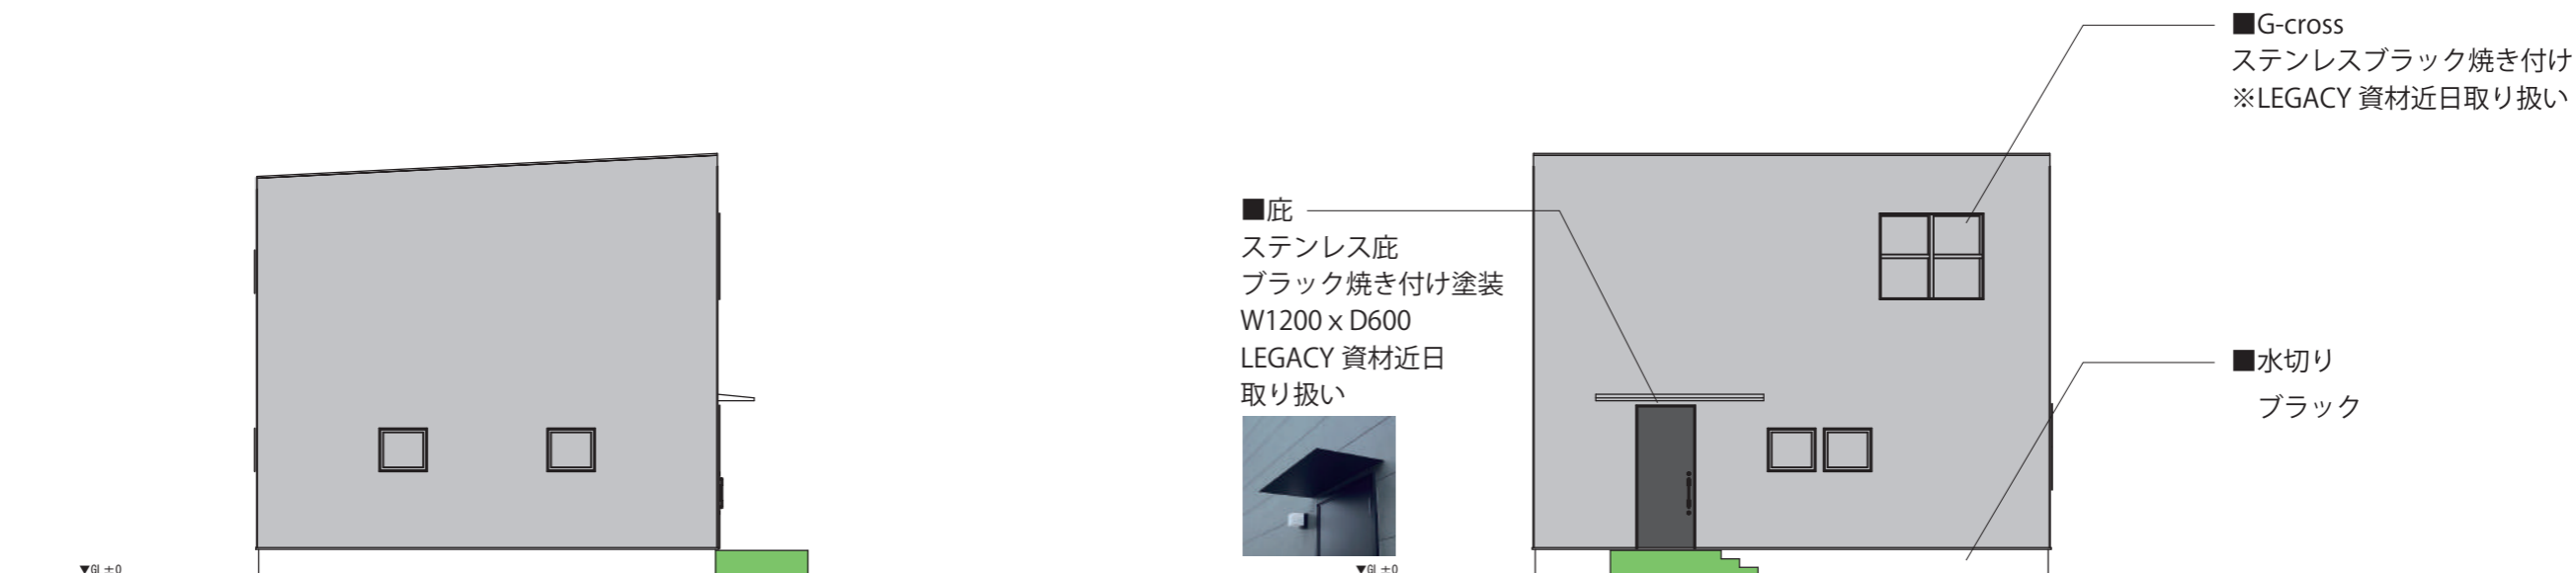 ■G-cross
ステンレスブラック焼き付け
※LEGACY 資材近日取り扱い
■庇
ステンレス庇
ブラック焼き付け塗装
W1200 x D600
LEGACY 資材近日
取り扱い
■水切り
ブラック
▼GL±0
▼GL±0